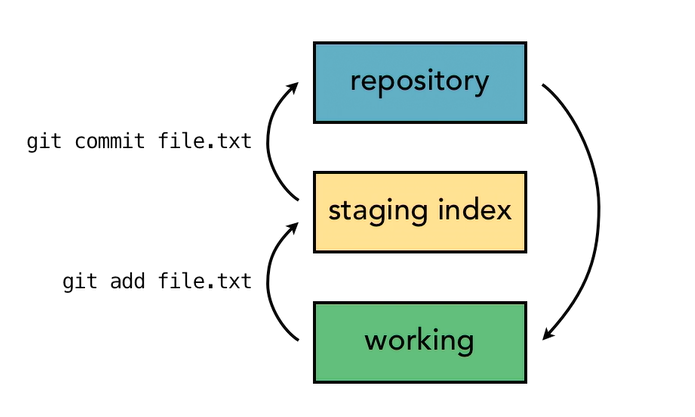 repository
git commit file.txt
staging index
git add file.txt
working